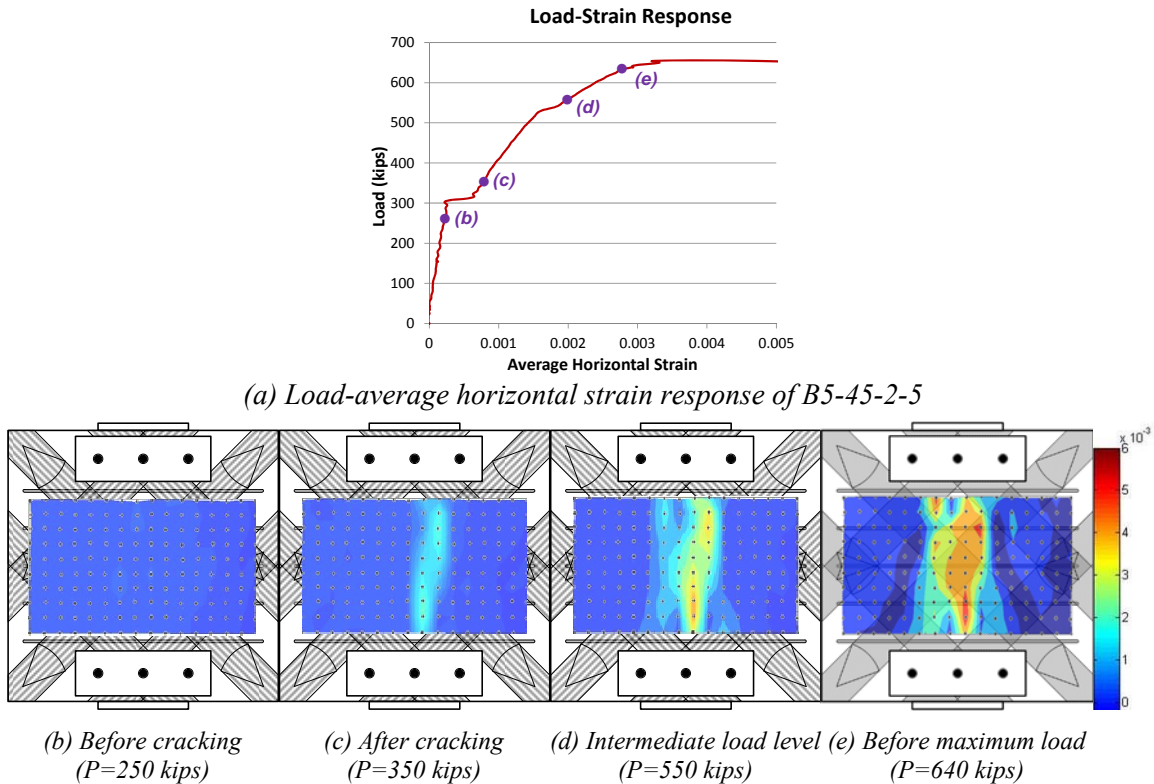 Load-Strain Response
700
600
500
400
300
200
100
0
Load (kips)
(b)
(c)
(d)
(e)
0 0.001 0.002 0.003 0.004 0.005
Average Horizontal Strain
(a) Load-average horizontal strain response of B5-45-2-5
x 10⁻³
6
5
4
3
2
1
0
(b) Before cracking (c) After cracking (d) Intermediate load level (e) Before maximum load
(P=250 kips) (P=350 kips) (P=550 kips) (P=640 kips)